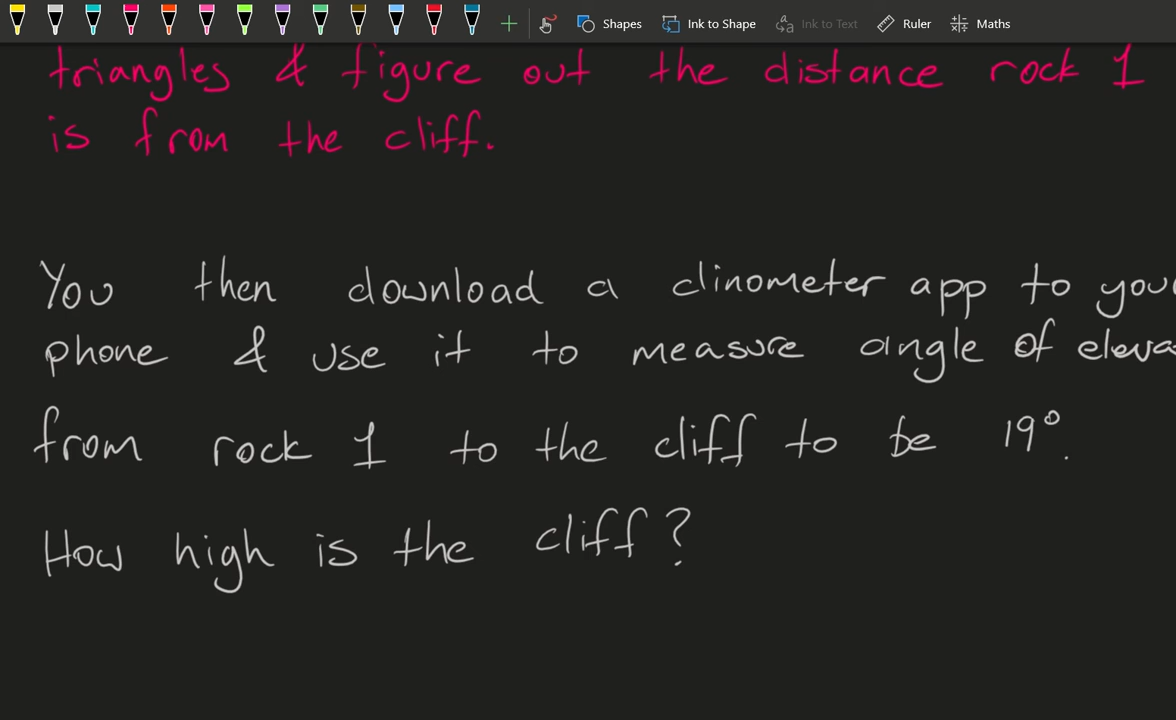 Shapes Ink to Shape Ink to Text Ruler Maths
triangles & figure out the distance rock 1
is from the cliff.
You then download a clinometer app to your
phone & use it to measure angle of eleva
from rock 1 to the cliff to be 19°.
How high is the cliff?